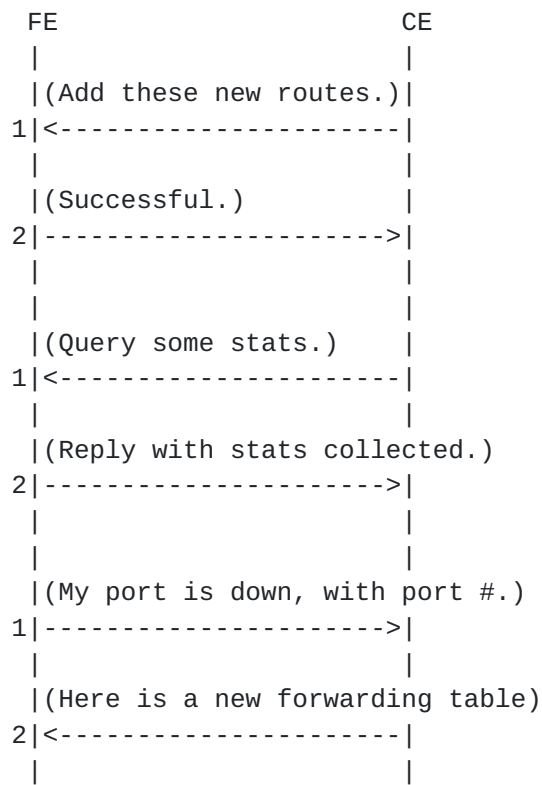 FE                      CE
 |                       |
 |(Add these new routes.)|
1|<----------------------|
 |                       |
 |(Successful.)          |
2|---------------------->|
 |                       |
 |                       |
 |(Query some stats.)    |
1|<----------------------|
 |                       |
 |(Reply with stats collected.)
2|---------------------->|
 |                       |
 |                       |
 |(My port is down, with port #.)
1|---------------------->|
 |                       |
 |(Here is a new forwarding table)
2|<----------------------|
 |                       |